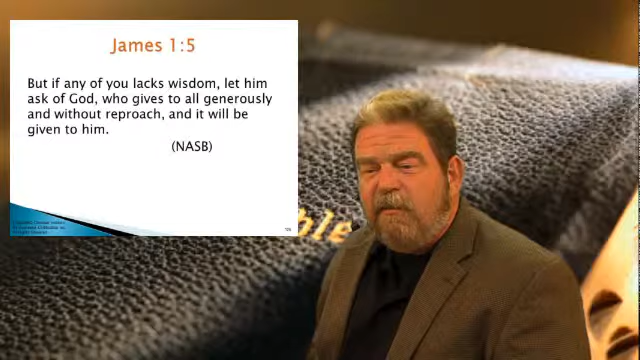 James 1:5
But if any of you lacks wisdom, let him
ask of God, who gives to all generously
and without reproach, and it will be
given to him.
(NASB)
ble